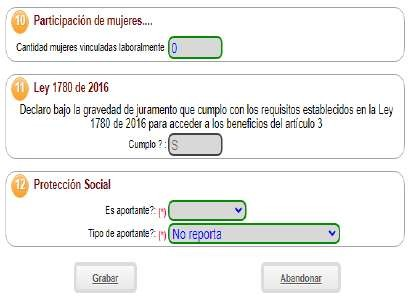 10 Participación de mujeres....
Cantidad mujeres vinculadas laboralmente: 0
11 Ley 1780 de 2016
Declaro bajo la gravedad de juramento que cumplo con los requisitos establecidos en la Ley
1780 de 2016 para acceder a los beneficios del artículo 3
Cumplo ? : S
12 Protección Social
Es aportante?: (*)
Tipo de aportante?: (*) No reporta
Grabar Abandonar